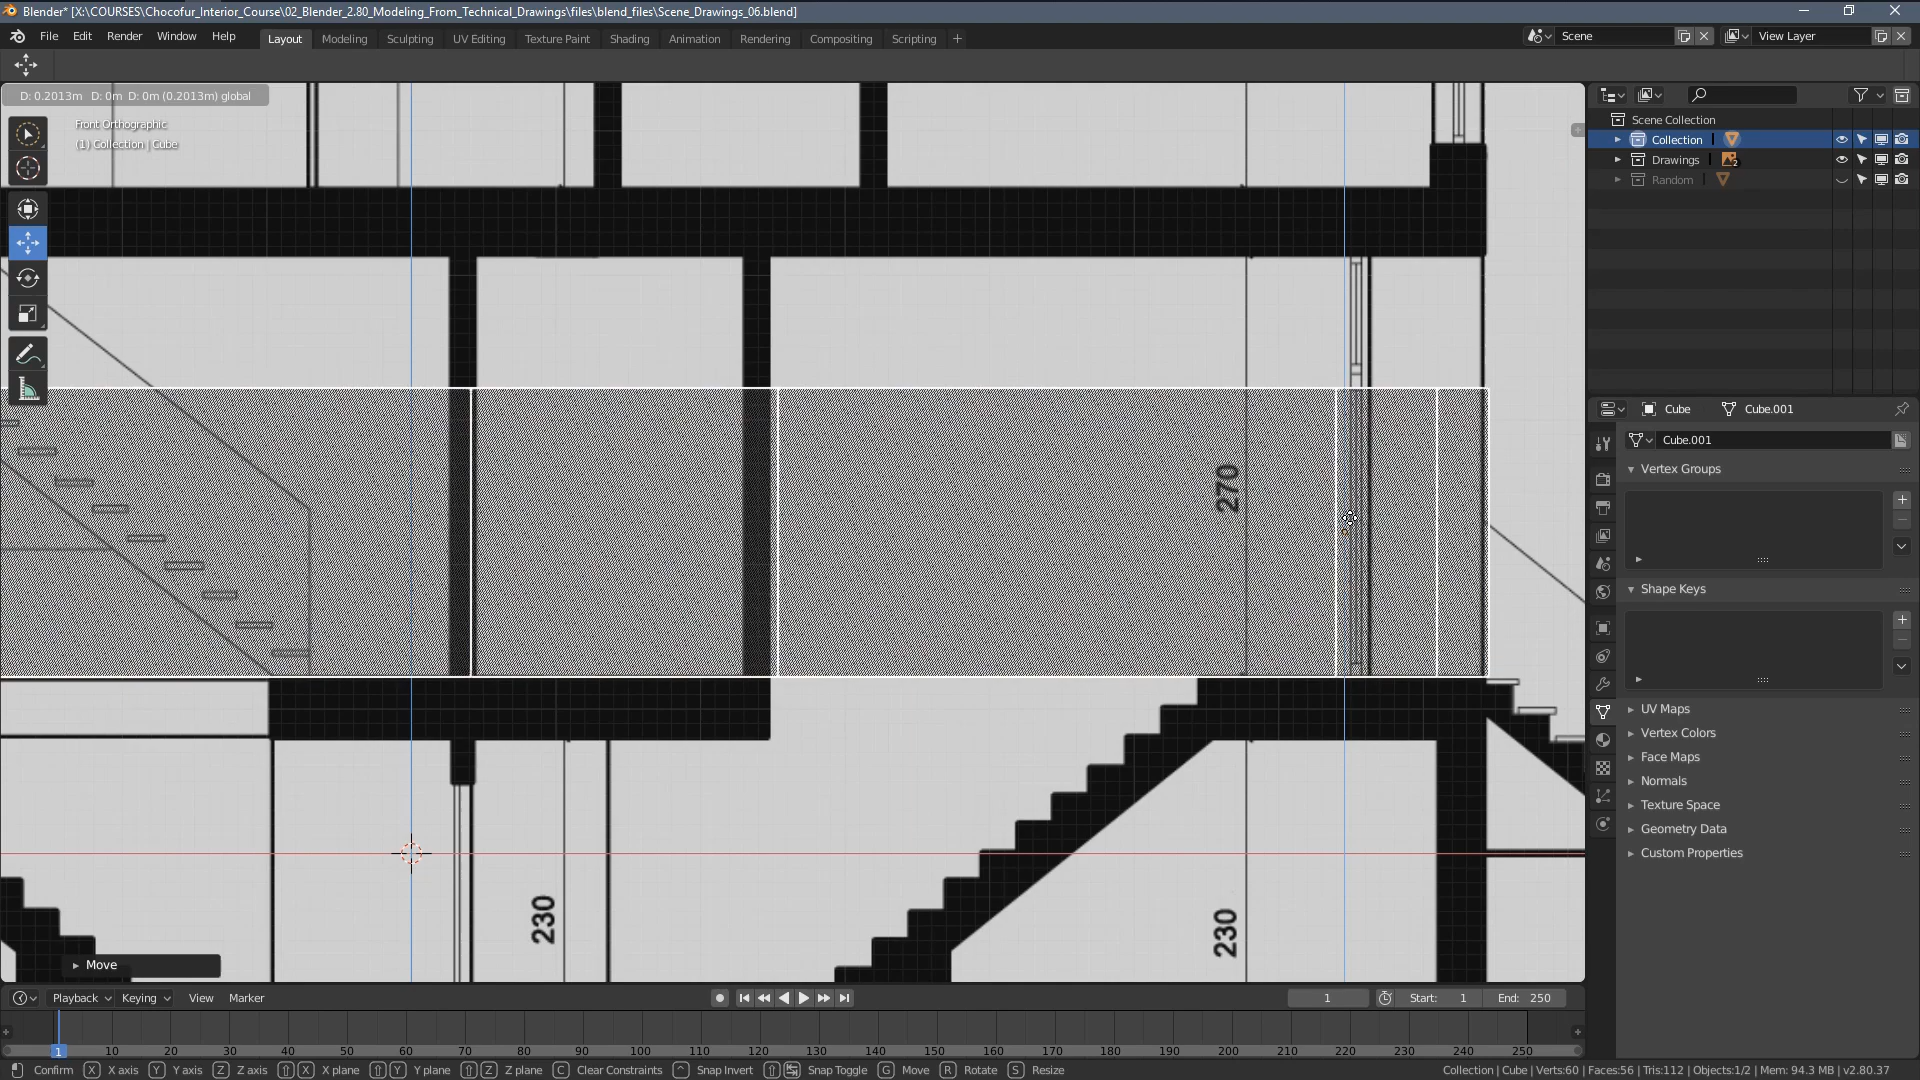 Blender* [X:\COURSES\Chocofur_Interior_Course\02_Blender_2.80_Modeling_From_Technical_Drawings\files\blend_files\Scene_Drawings_06.blend]
File Edit Render Window Help Layout Modeling Sculpting UV Editing Texture Paint Shading Animation Rendering Compositing Scripting + Scene View Layer
D: 0.2013m D: 0m D: 0m (0.2013m) global
Front Orthographic
(1) Collection | Cube
Scene Collection
Collection
Drawings
2
Random
Cube Cube.001
Cube.001
Vertex Groups
Shape Keys
UV Maps
Vertex Colors
Face Maps
Normals
Texture Space
Geometry Data
Custom Properties
270
230
230
Move
Playback Keying View Marker 1 Start: 1 End: 250
1 10 20 30 40 50 60 70 80 90 100 110 120 130 140 150 160 170 180 190 200 210 220 230 240 250
Confirm X X axis Y Y axis Z Z axis X X plane Y Y plane Z Z plane C Clear Constraints ^ Snap Invert Snap Toggle G Move R Rotate S Resize Collection | Cube | Verts:60 | Faces:56 | Tris:112 | Objects:1/2 | Mem: 94.3 MB | v2.80.37